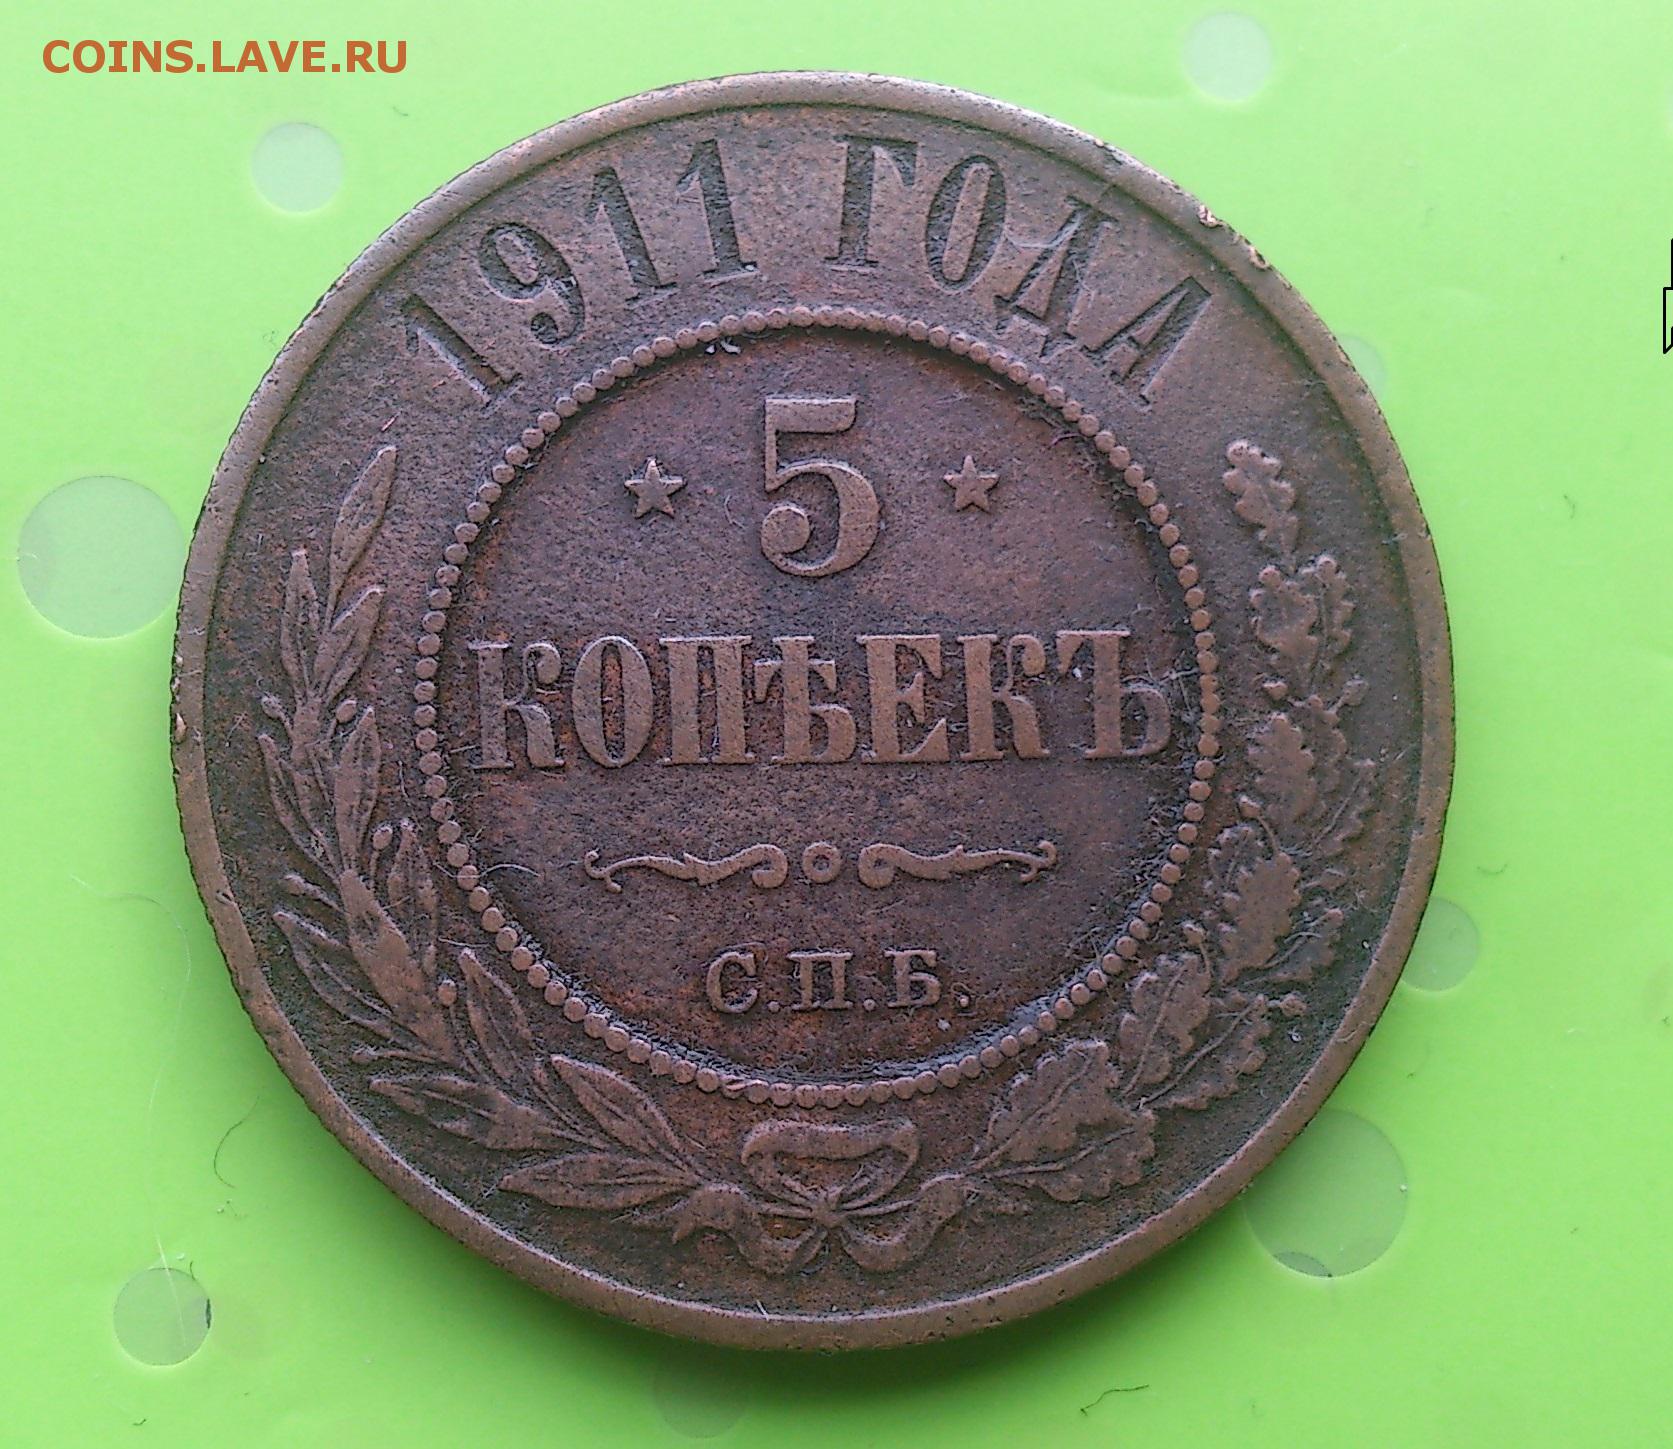 COINS.LAVE.RU
1911 ГОДА
5
КОПѢЕКЪ
С.П.Б.